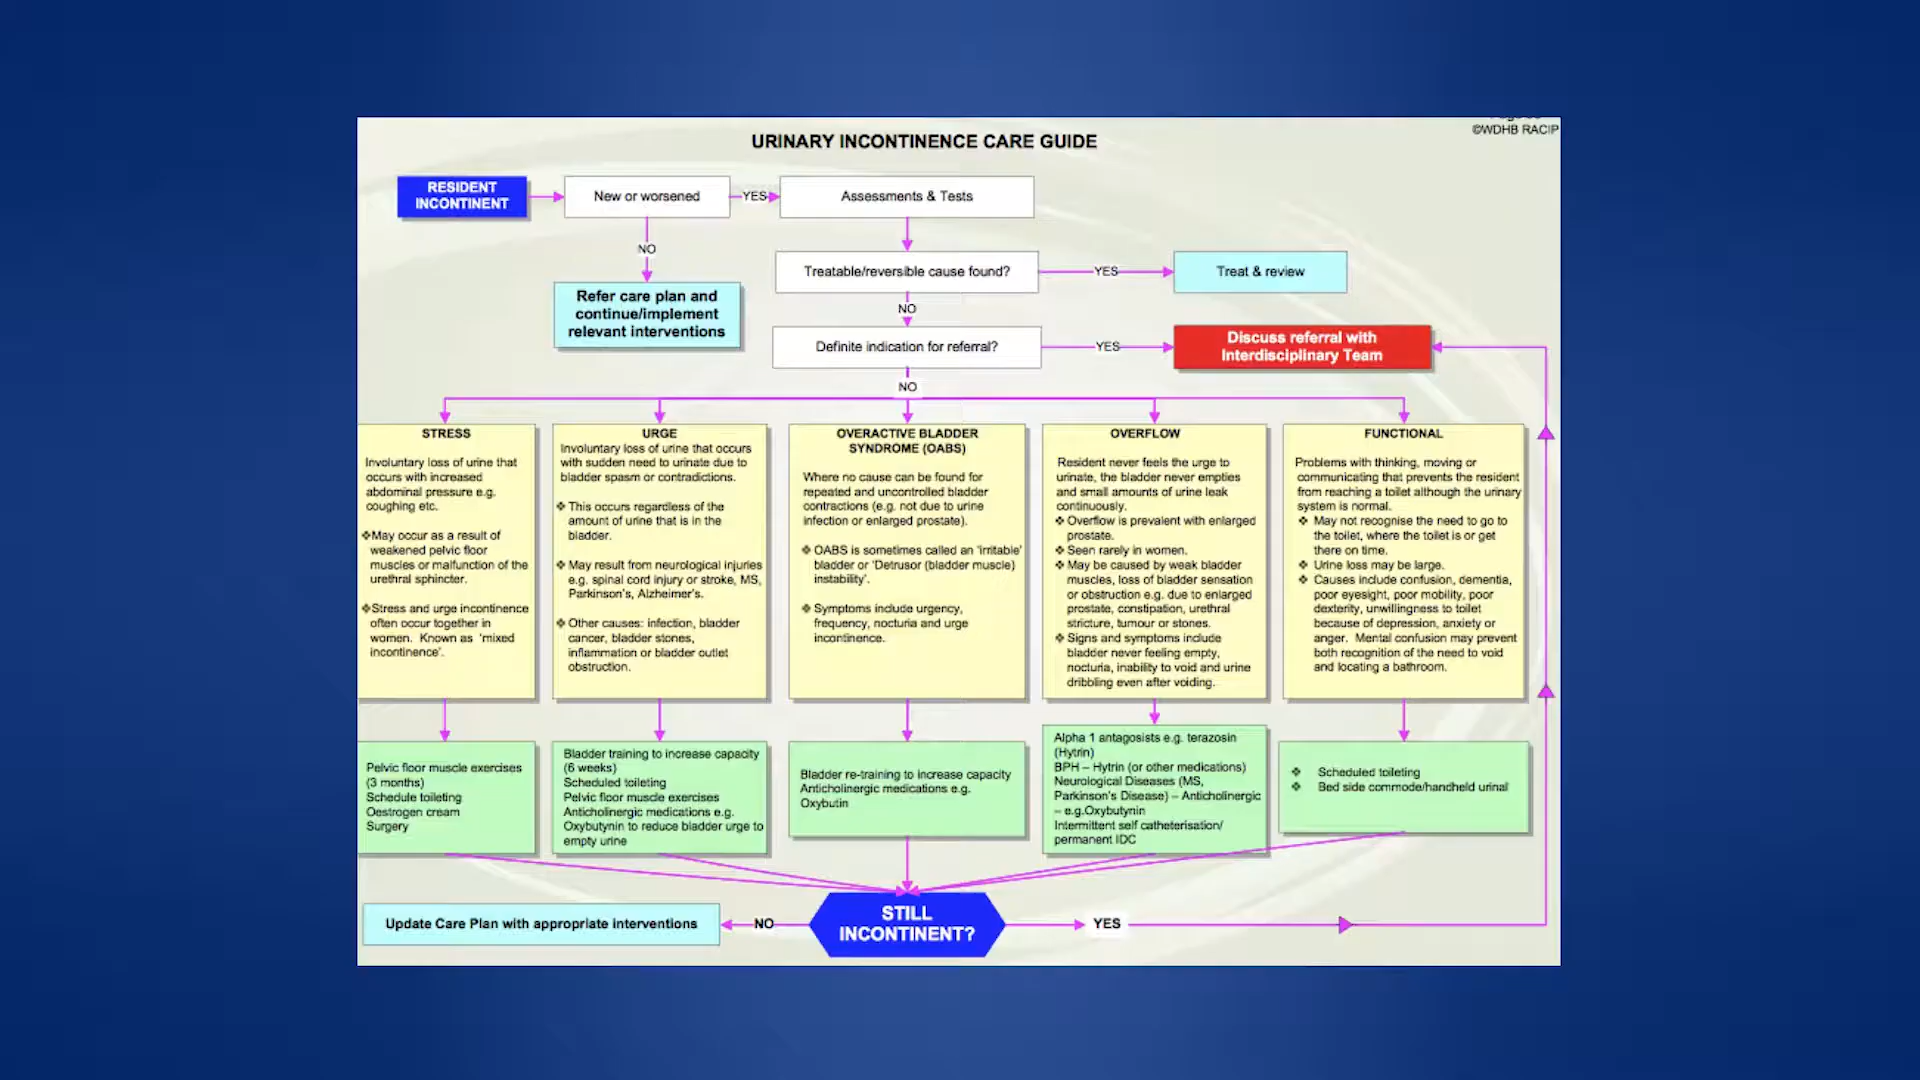 ©WDHB RACIP
URINARY INCONTINENCE CARE GUIDE
RESIDENT
INCONTINENT
New or worsened
YES
Assessments & Tests
NO
Treatable/reversible cause found?
YES
Treat & review
Refer care plan and
continue/implement
relevant interventions
NO
Definite indication for referral?
YES
Discuss referral with
Interdisciplinary Team
NO
STRESS
Involuntary loss of urine that
occurs with increased
abdominal pressure e.g.
coughing etc.
❖May occur as a result of
weakened pelvic floor
muscles or malfunction of the
urethral sphincter.
❖Stress and urge incontinence
often occur together in
women. Known as 'mixed
incontinence'.
URGE
Involuntary loss of urine that occurs
with sudden need to urinate due to
bladder spasm or contradictions.
❖ This occurs regardless of the
amount of urine that is in the
bladder.
❖ May result from neurological injuries
e.g. spinal cord injury or stroke, MS,
Parkinson's, Alzheimer's.
❖ Other causes: infection, bladder
cancer, bladder stones,
inflammation or bladder outlet
obstruction.
OVERACTIVE BLADDER
SYNDROME (OABS)
Where no cause can be found for
repeated and uncontrolled bladder
contractions (e.g. not due to urine
infection or enlarged prostate).
❖ OABS is sometimes called an 'irritable'
bladder or 'Detrusor (bladder muscle)
instability'.
❖ Symptoms include urgency,
frequency, nocturia and urge
incontinence.
OVERFLOW
Resident never feels the urge to
urinate, the bladder never empties
and small amounts of urine leak
continuously.
❖ Overflow is prevalent with enlarged
prostate.
❖ Seen rarely in women.
❖ May be caused by weak bladder
muscles, loss of bladder sensation
or obstruction e.g. due to enlarged
prostate, constipation, urethral
stricture, tumour or stones.
❖ Signs and symptoms include
bladder never feeling empty,
nocturia, inability to void and urine
dribbling even after voiding.
FUNCTIONAL
Problems with thinking, moving or
communicating that prevents the resident
from reaching a toilet although the urinary
system is normal.
❖ May not recognise the need to go to
the toilet, where the toilet is or get
there on time.
❖ Urine loss may be large.
❖ Causes include confusion, dementia,
poor eyesight, poor mobility, poor
dexterity, unwillingness to toilet
because of depression, anxiety or
anger. Mental confusion may prevent
both recognition of the need to void
and locating a bathroom.
Pelvic floor muscle exercises
(3 months)
Schedule toileting
Oestrogen cream
Surgery
Bladder training to increase capacity
(6 weeks)
Scheduled toileting
Pelvic floor muscle exercises
Anticholinergic medications e.g.
Oxybutynin to reduce bladder urge to
empty urine
Bladder re-training to increase capacity
Anticholinergic medications e.g.
Oxybutin
Alpha 1 antagosists e.g. terazosin
(Hytrin)
BPH – Hytrin (or other medications)
Neurological Diseases (MS,
Parkinson's Disease) – Anticholinergic
– e.g.Oxybutynin
Intermittent self catheterisation/
permanent IDC
❖ Scheduled toileting
❖ Bed side commode/handheld urinal
Update Care Plan with appropriate interventions
NO
STILL
INCONTINENT?
YES